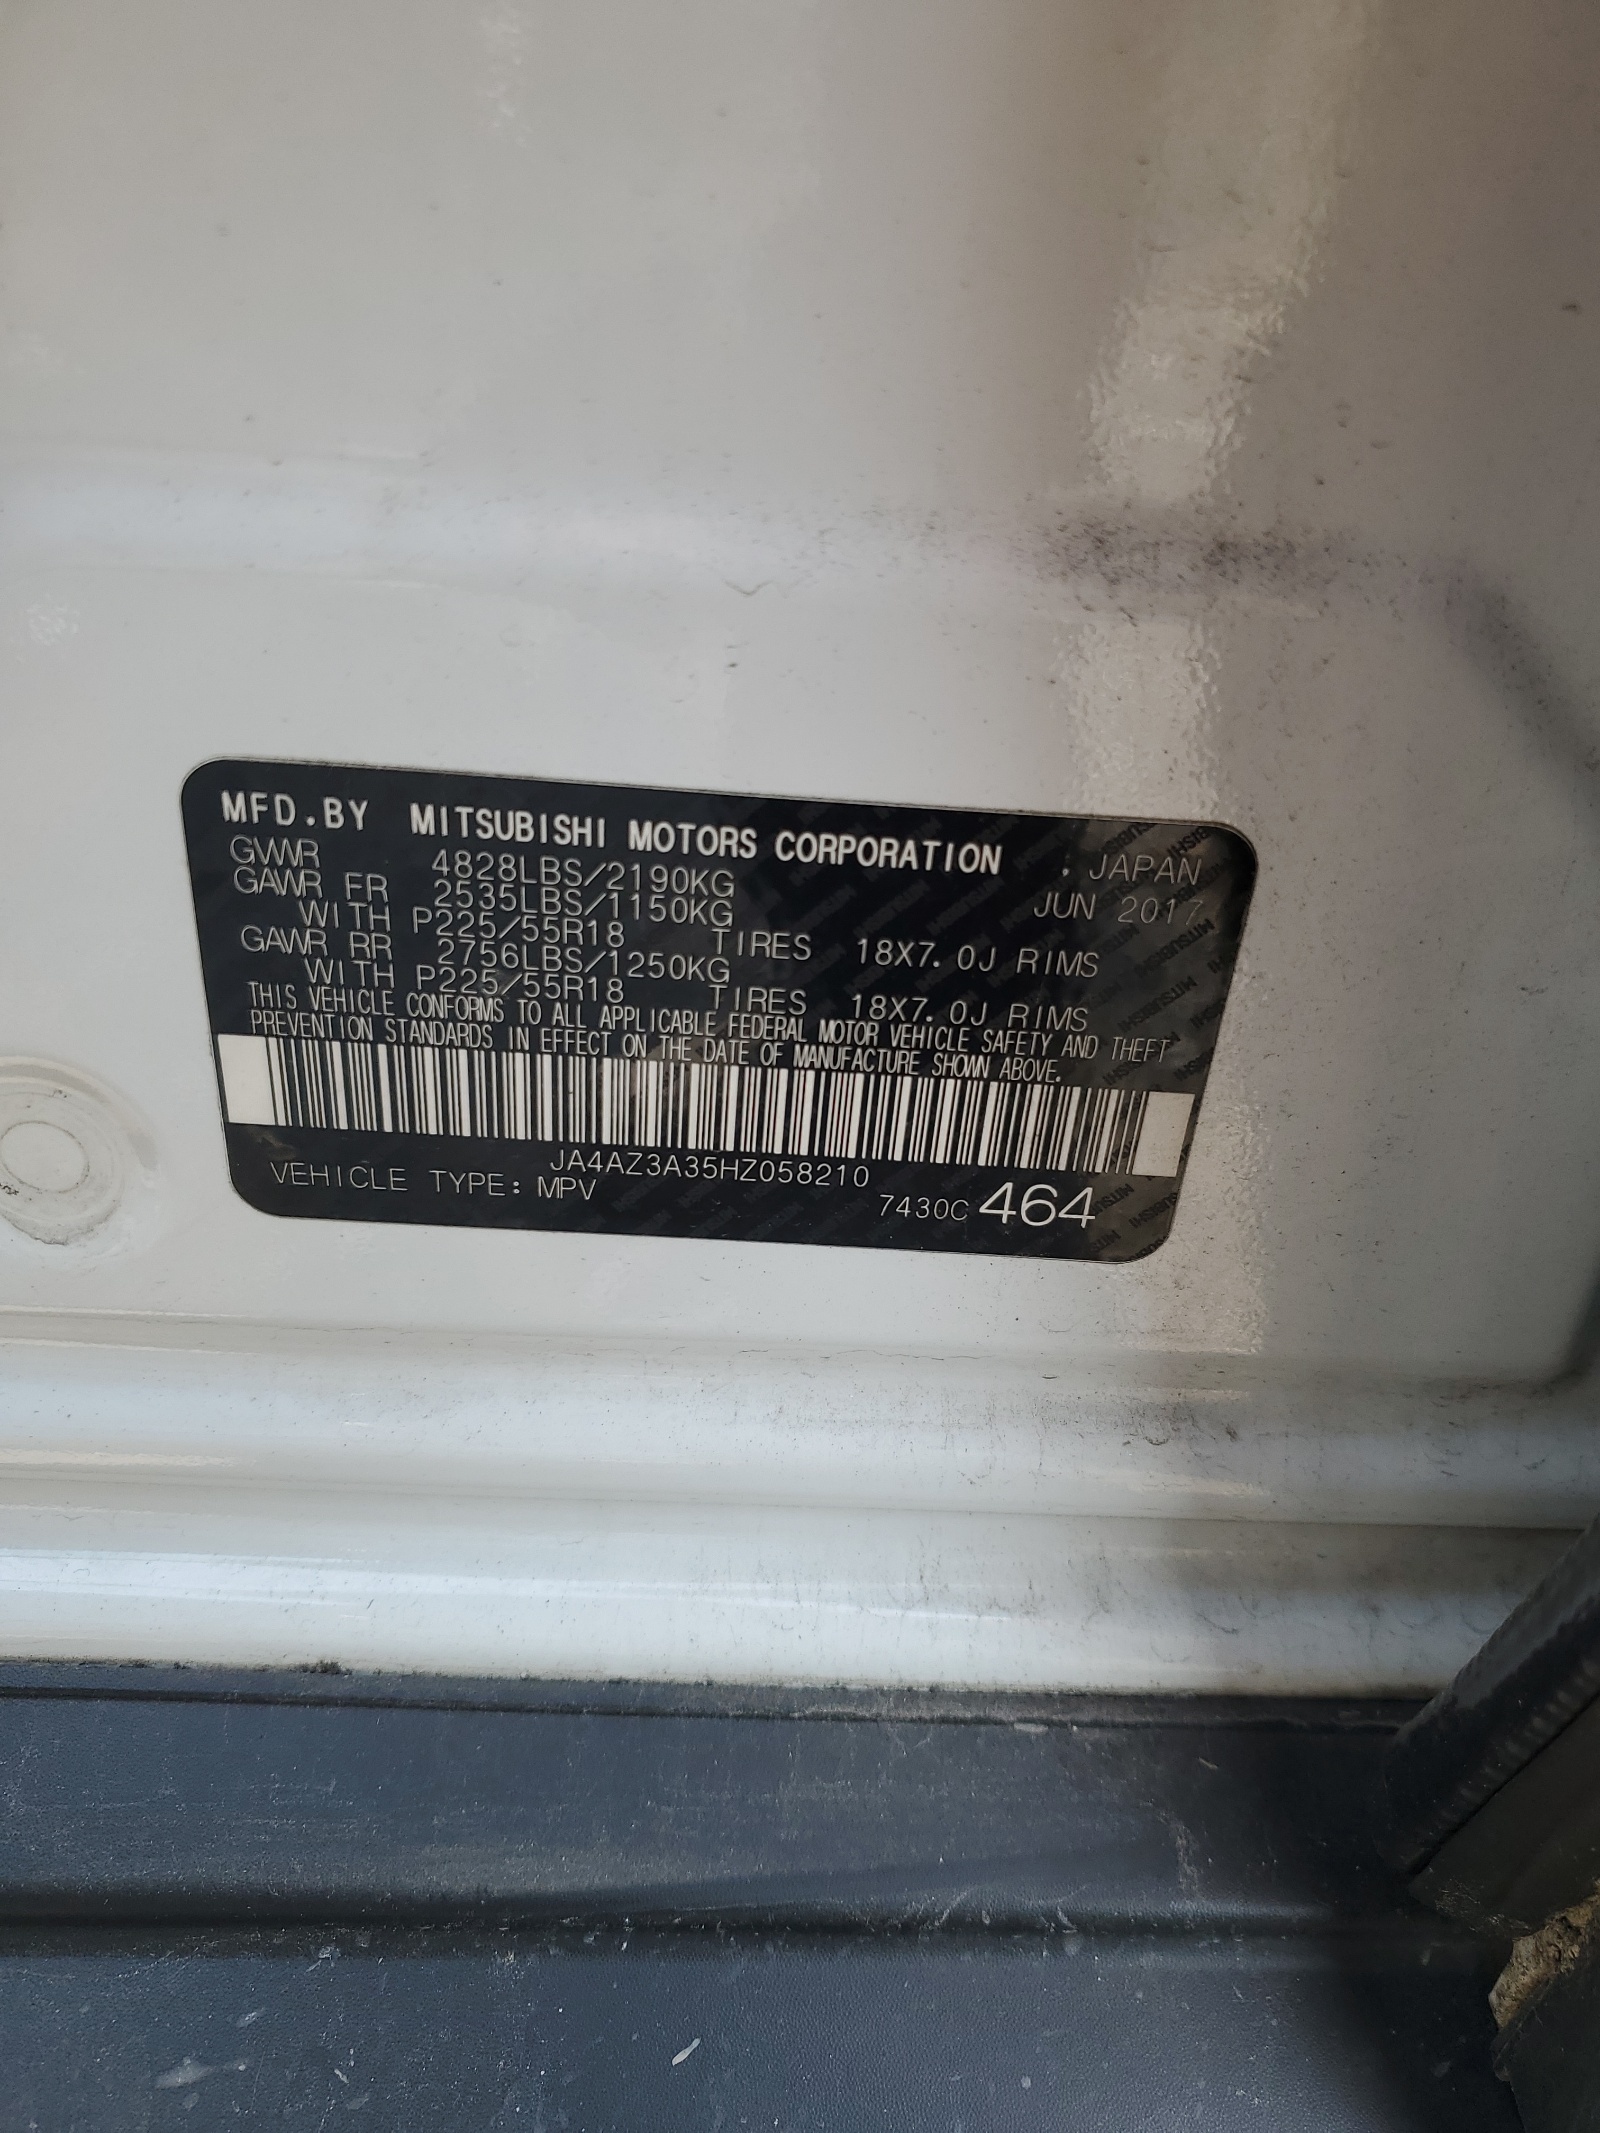 MFD.BY MITSUBISHI MOTORS CORPORATION . JAPAN
GVWR 4828LBS/2190KG JUN 2017
GAWR FR 2535LBS/1150KG
WITH P225/55R18 TIRES 18X7.0J RIMS
GAWR RR 2756LBS/1250KG
WITH P225/55R18 TIRES 18X7.0J RIMS
THIS VEHICLE CONFORMS TO ALL APPLICABLE FEDERAL MOTOR VEHICLE SAFETY AND THEFT
PREVENTION STANDARDS IN EFFECT ON THE DATE OF MANUFACTURE SHOWN ABOVE.
JA4AZ3A35HZ058210
VEHICLE TYPE: MPV 7430C 464